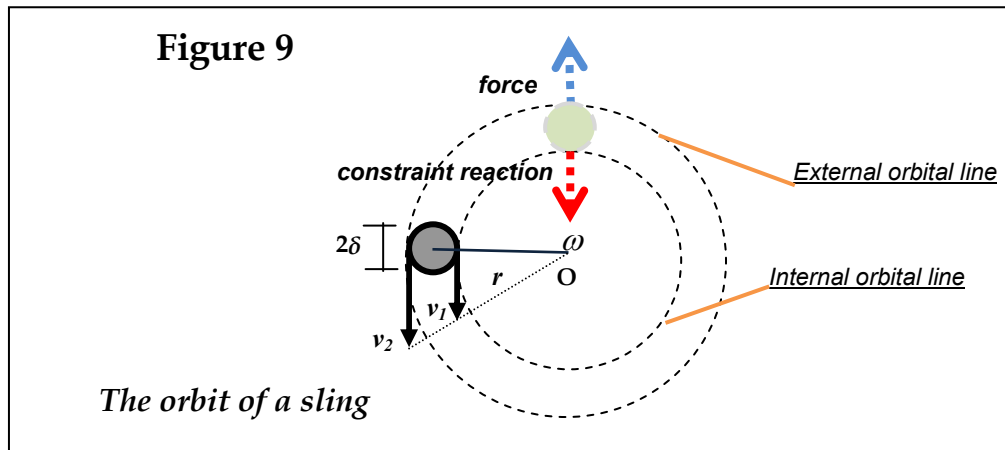 Figure 9
force
constraint reaction
External orbital line
2δ
ω
r
O
Internal orbital line
v1
v2
The orbit of a sling